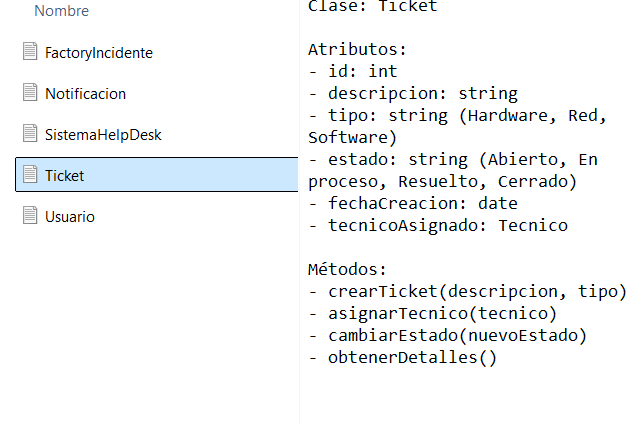 Nombre
FactoryIncidente
Notificacion
SistemaHelpDesk
Ticket
Usuario
Clase: Ticket
Atributos:
- id: int
- descripcion: string
- tipo: string (Hardware, Red,
Software)
- estado: string (Abierto, En
proceso, Resuelto, Cerrado)
- fechaCreacion: date
- tecnicoAsignado: Tecnico
Métodos:
- crearTicket(descripcion, tipo)
- asignarTecnico(tecnico)
- cambiarEstado(nuevoEstado)
- obtenerDetalles()